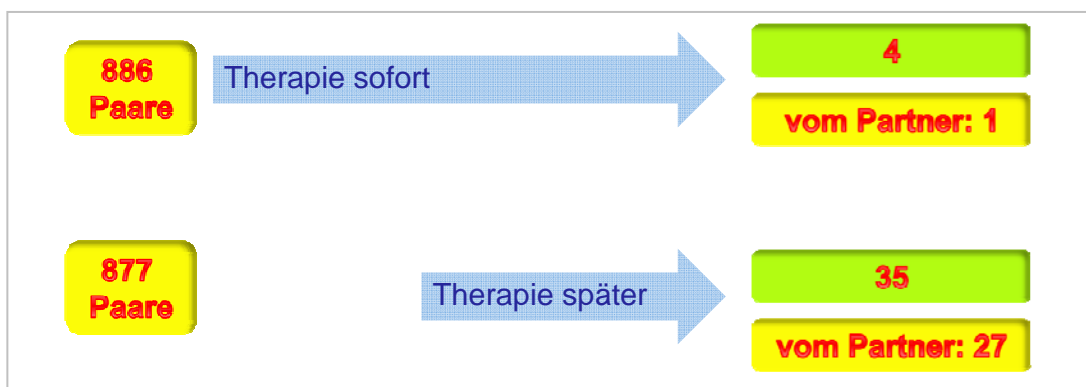 886
Paare
Therapie sofort
4
vom Partner: 1
877
Paare
Therapie später
35
vom Partner: 27